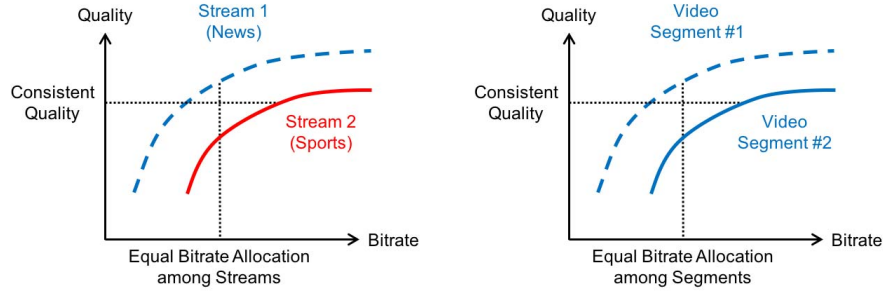 Quality
Stream 1
(News)
Consistent
Quality
Stream 2
(Sports)
Bitrate
Equal Bitrate Allocation
among Streams
Quality
Video
Segment #1
Consistent
Quality
Video
Segment #2
Bitrate
Equal Bitrate Allocation
among Segments